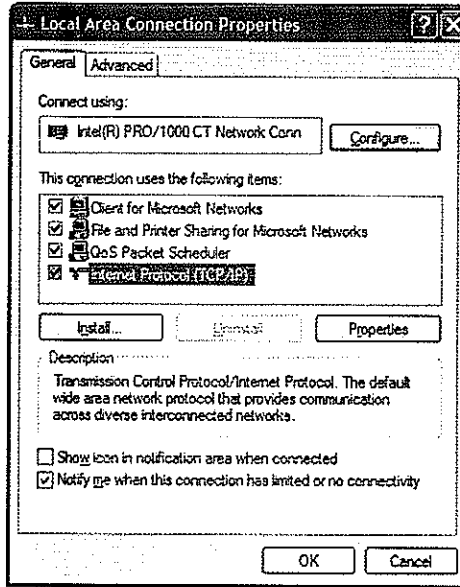 Local Area Connection Properties
General Advanced
Connect using:
Intel(R) PRO/1000 CT Network Conn Configure...
This connection uses the following items:
Client for Microsoft Networks
File and Printer Sharing for Microsoft Networks
QoS Packet Scheduler
Internet Protocol (TCP/IP)
Install... Uninstall Properties
Description
Transmission Control Protocol/Internet Protocol. The default
wide area network protocol that provides communication
across diverse interconnected networks.
Show icon in notification area when connected
Notify me when this connection has limited or no connectivity
OK Cancel